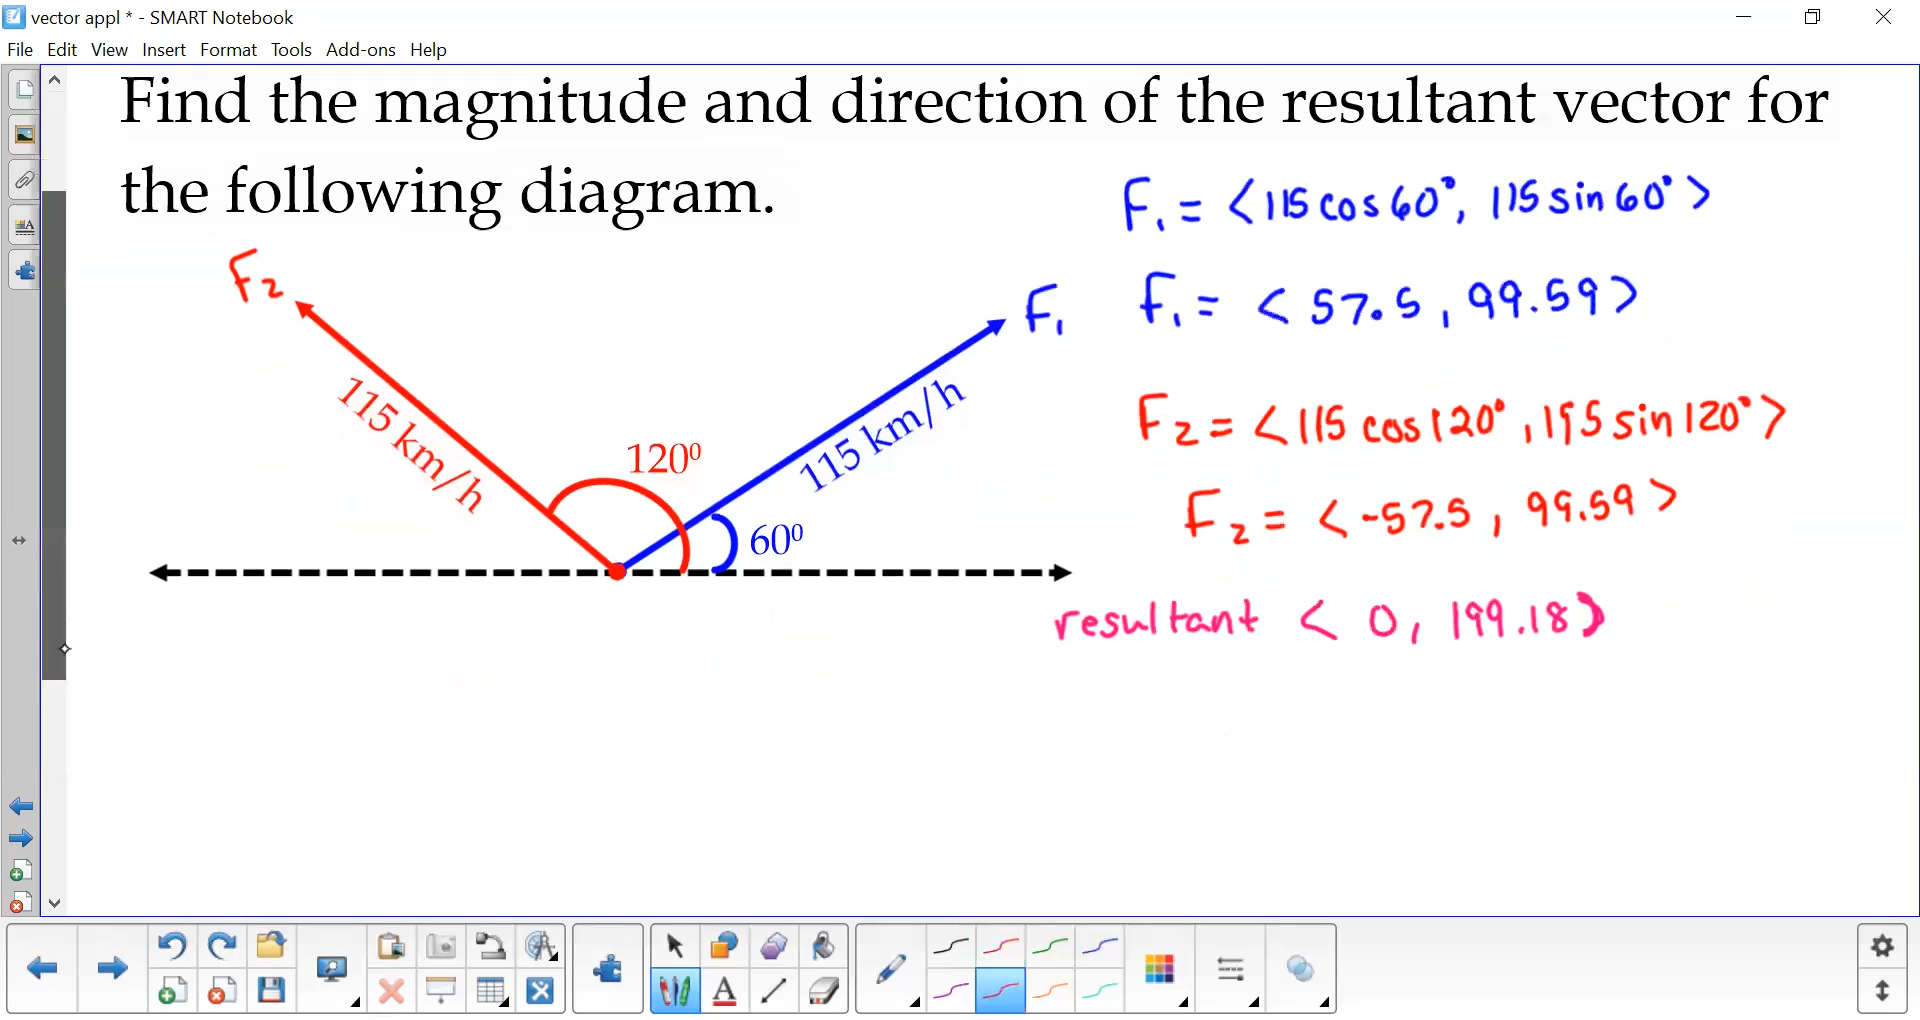 vector appl * - SMART Notebook
File Edit View Insert Format Tools Add-ons Help
Find the magnitude and direction of the resultant vector for
the following diagram.
F₁ = <115 cos 60°, 115 sin 60°>
F₁ = < 57.5, 99.59>
F₂ = <115 cos 120°, 115 sin 120°>
F₂ = < -57.5, 99.59>
resultant < 0, 199.18>
F₂
F₁
115 km/h
115 km/h
120⁰
60⁰